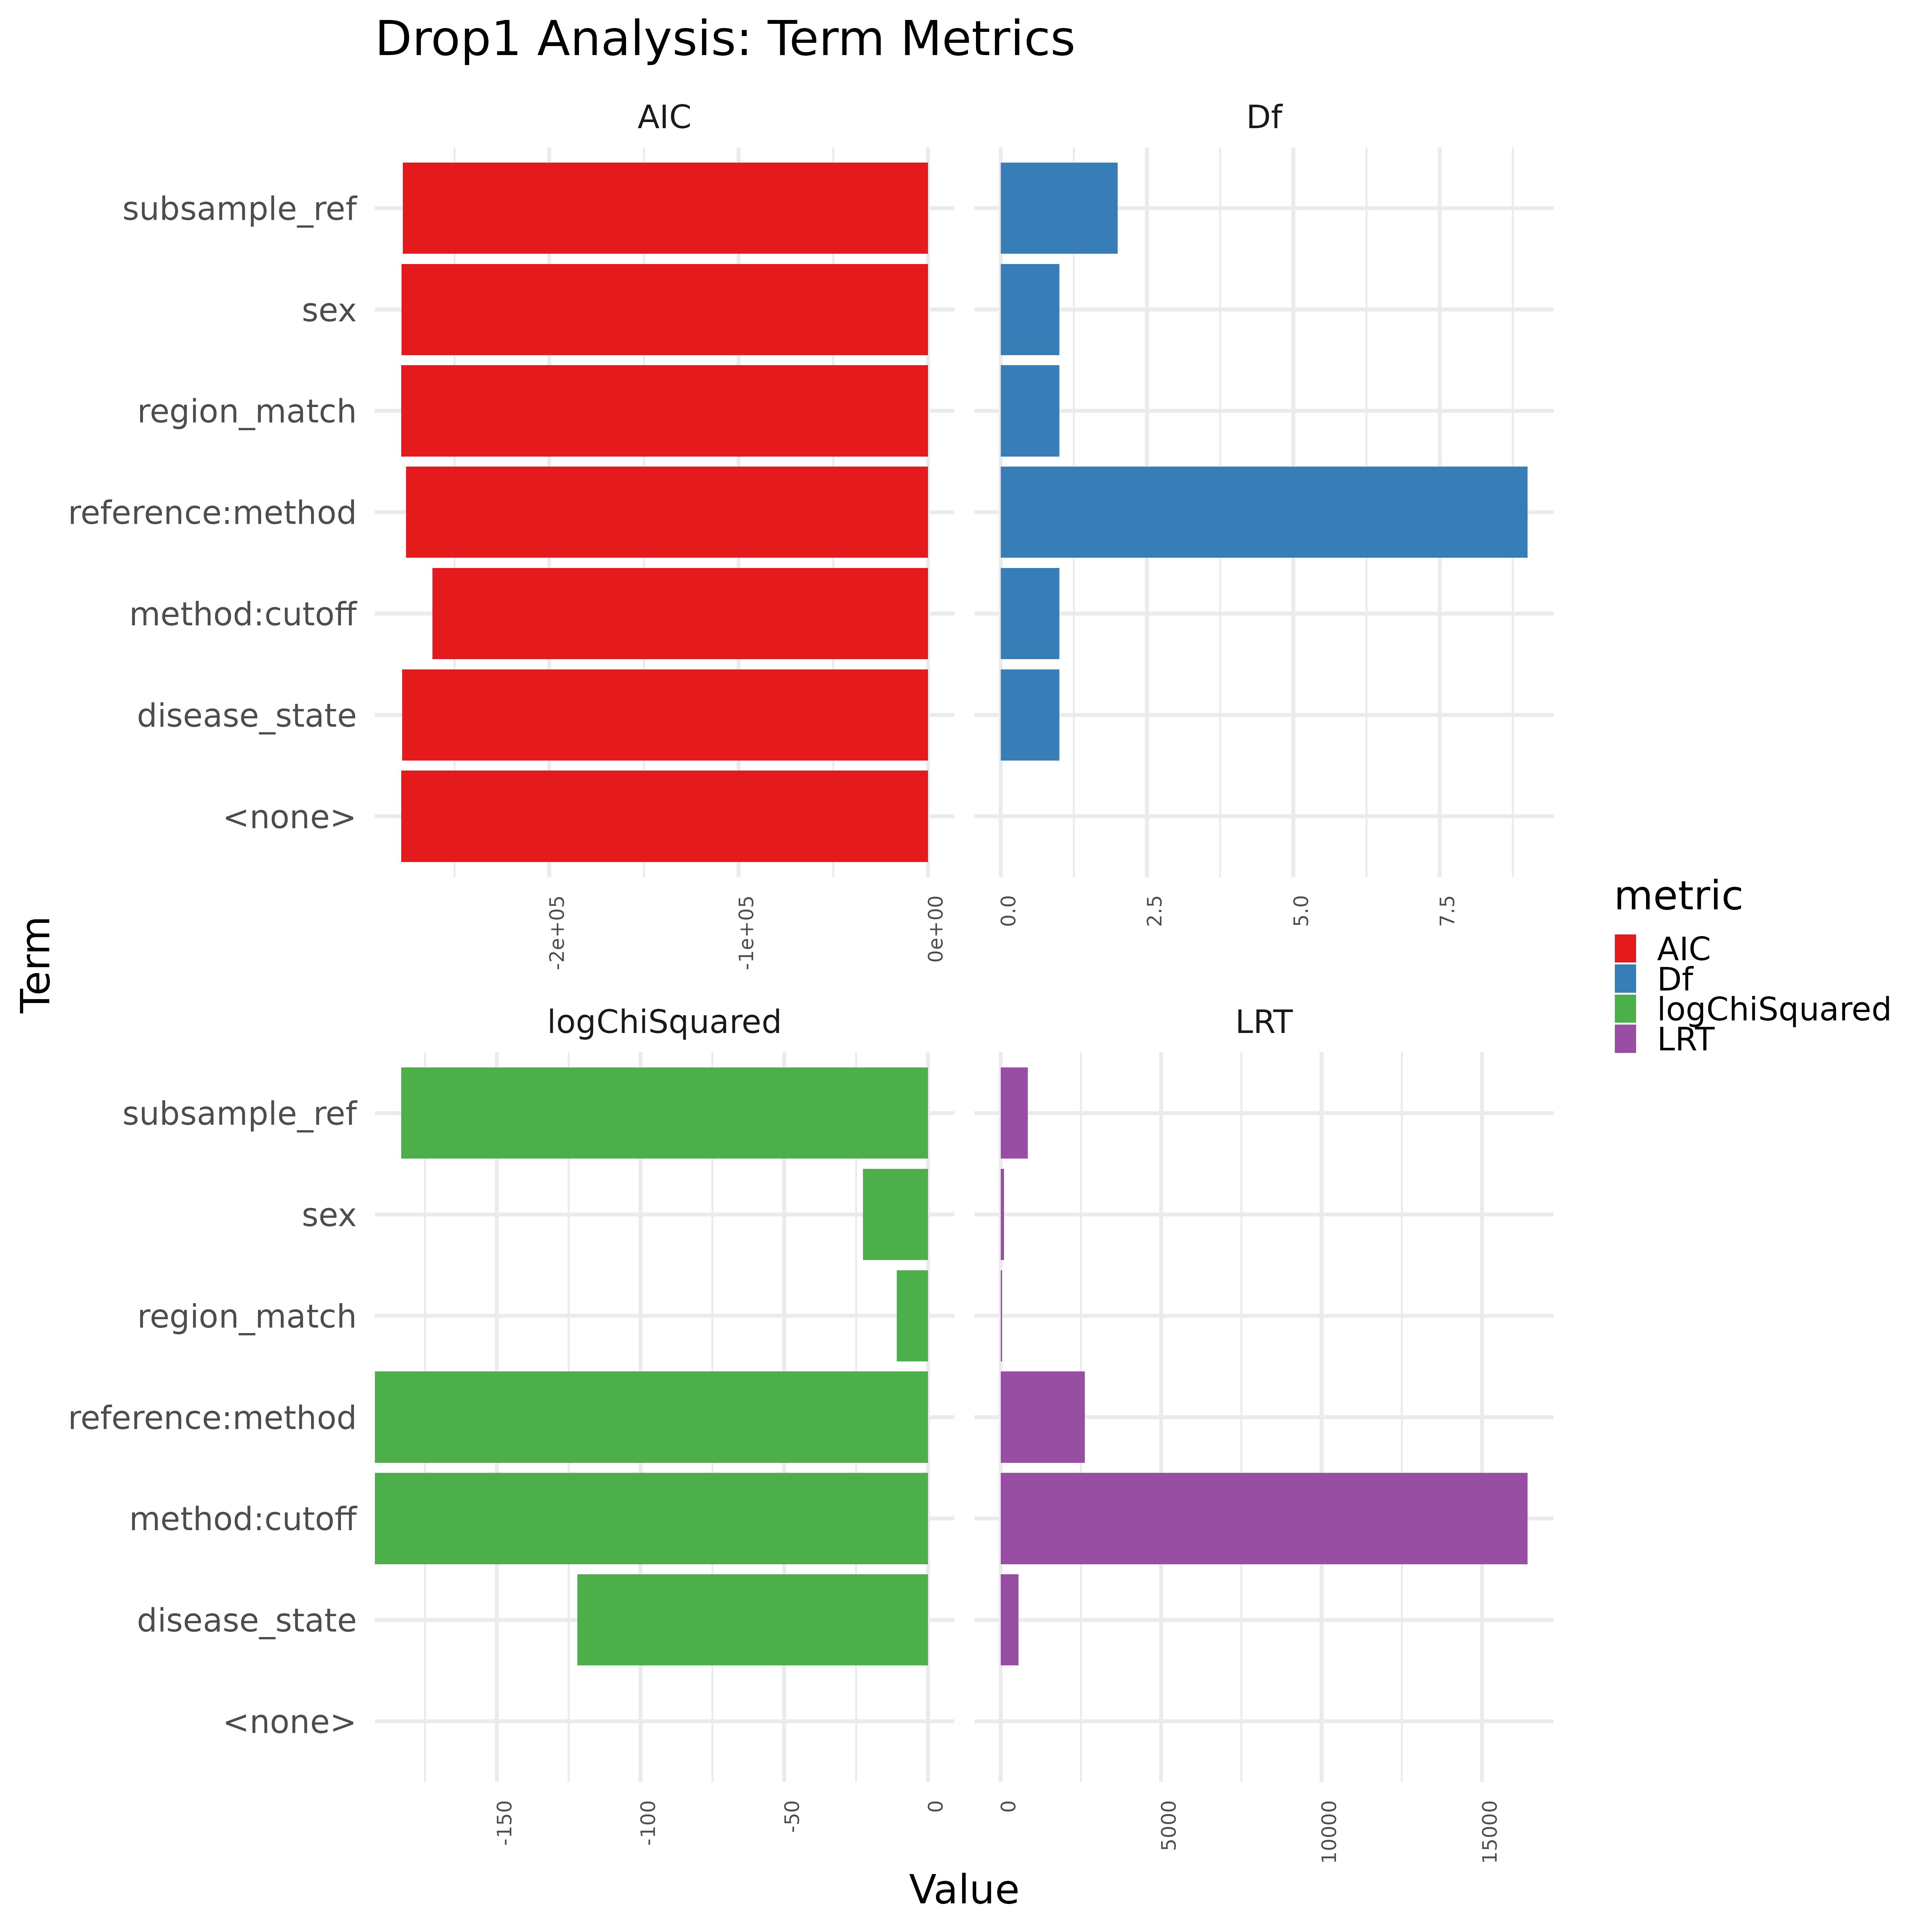 Drop1 Analysis: Term Metrics
AIC
Df
subsample_ref
sex
region_match
reference:method
method:cutoff
disease_state
<none>
-2e+05
-1e+05
0e+00
0.0
2.5
5.0
7.5
Term
metric
AIC
Df
logChiSquared
LRT
logChiSquared
LRT
subsample_ref
sex
region_match
reference:method
method:cutoff
disease_state
<none>
-150
-100
-50
0
0
5000
10000
15000
Value